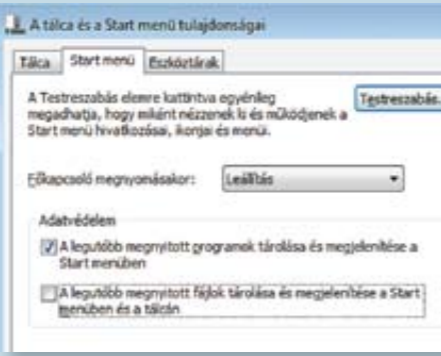 A tálca és a Start menü tulajdonságai
Tálca Start menü Eszköztárak
A Testreszabás elemre kattintva egyénileg
megadhatja, hogy miként nézzenek ki és működjenek a
Start menü hivatkozásai, ikonjai és menüi.
Testreszabás.
Főkapcsoló megnyomásakor: Leállítás
Adatvédelem
A legutóbb megnyitott programok tárolása és megjelenítése a
Start menüben
A legutóbb megnyitott fájlok tárolása és megjelenítése a Start
menüben és a tálcán